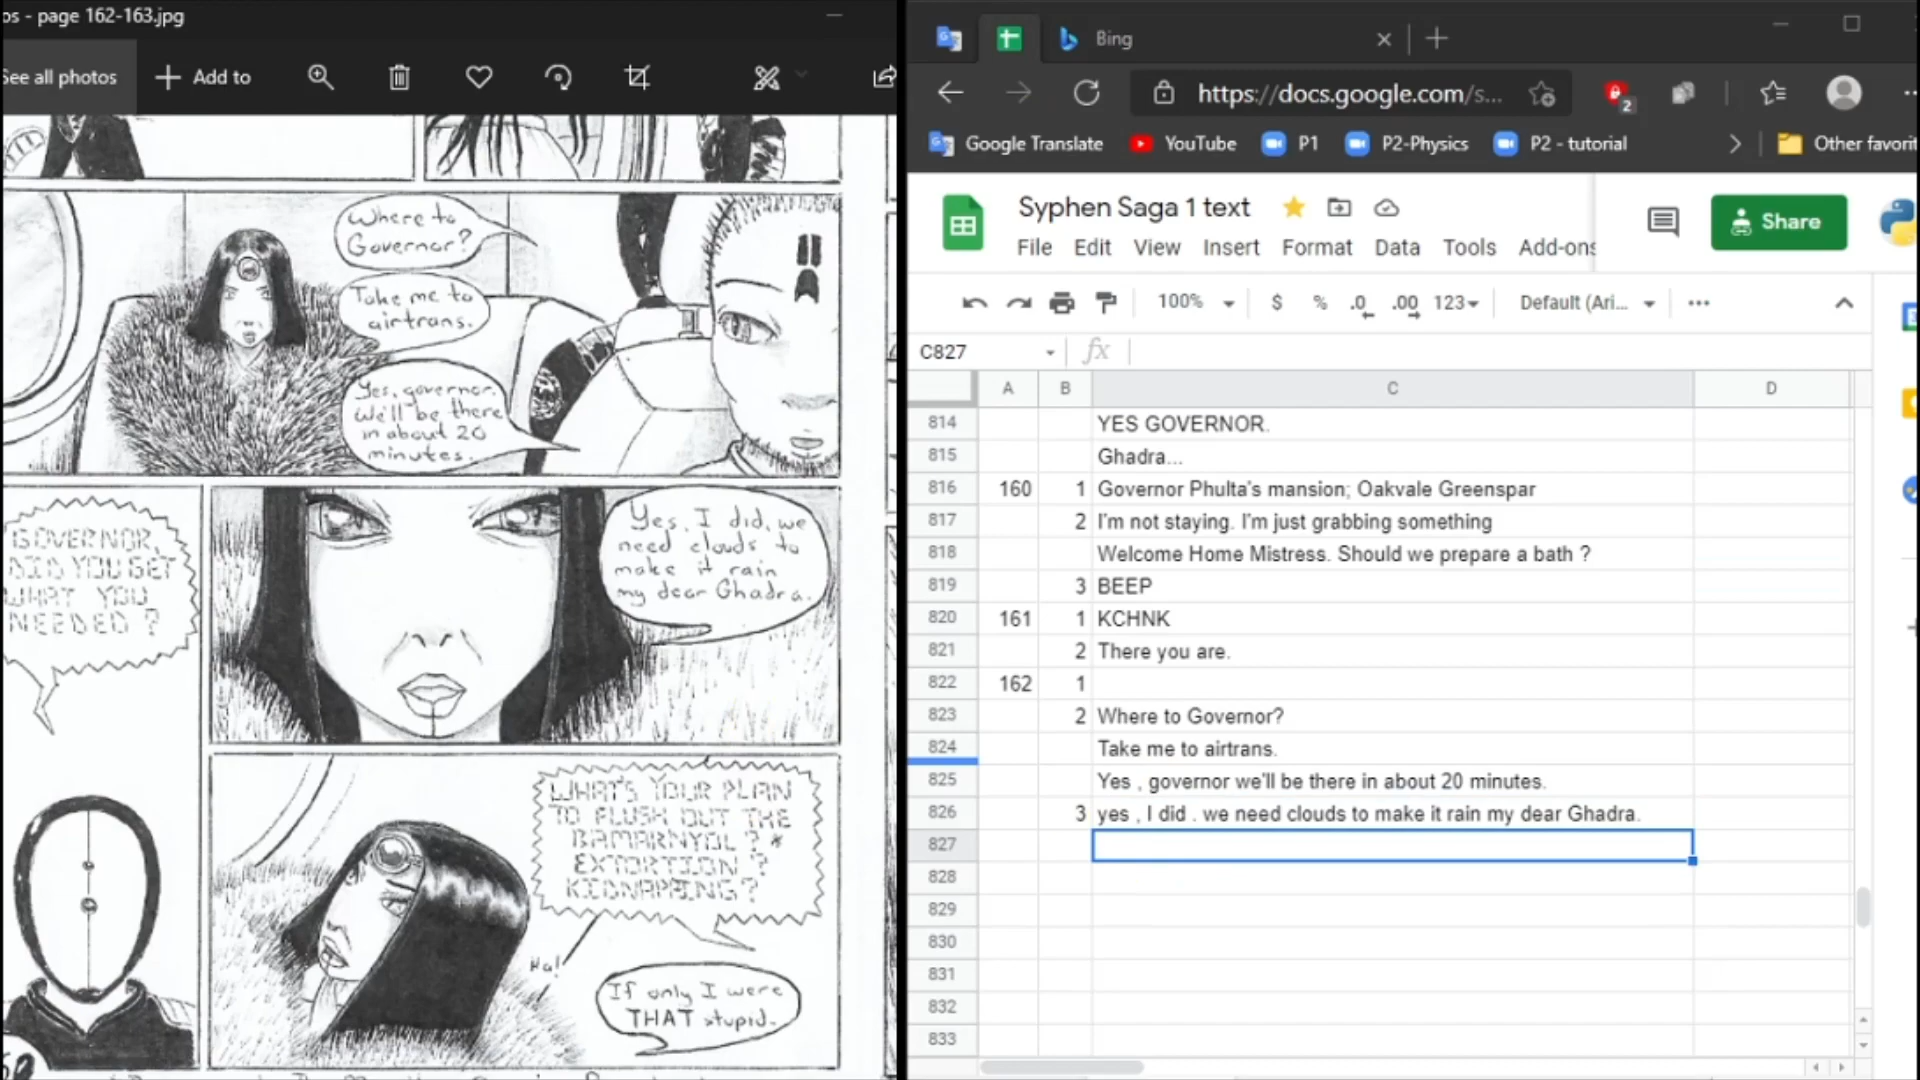 os - page 162-163.jpg
See all photos
Add to
Where to
Governor?
Take me to
airtrans.
Yes, governor.
We'll be there
in about 20
minutes.
GOVERNOR,
DID YOU GET
WHAT YOU
NEEDED?
Yes, I did, we
need clouds to
make it rain
my dear Ghadra.
WHAT'S YOUR PLAN
TO FLUSH OUT THE
BAMARNYOL? *
EXTORTION?
KIDNAPPING?
Ha!
If only I were
THAT stupid.
Bing
https://docs.google.com/s...
2
Google Translate YouTube P1 P2-Physics P2 - tutorial Other favorit
Syphen Saga 1 text
File Edit View Insert Format Data Tools Add-ons
Share
100% $ % .0 .00 123 Default (Ari...
C827 fx
A B C D
814 YES GOVERNOR.
815 Ghadra...
816 160 1 Governor Phulta's mansion; Oakvale Greenspar
817 2 I'm not staying. I'm just grabbing something
818 Welcome Home Mistress. Should we prepare a bath ?
819 3 BEEP
820 161 1 KCHNK
821 2 There you are.
822 162 1
823 2 Where to Governor?
824 Take me to airtrans.
825 Yes , governor we'll be there in about 20 minutes.
826 3 yes , I did . we need clouds to make it rain my dear Ghadra.
827
828
829
830
831
832
833